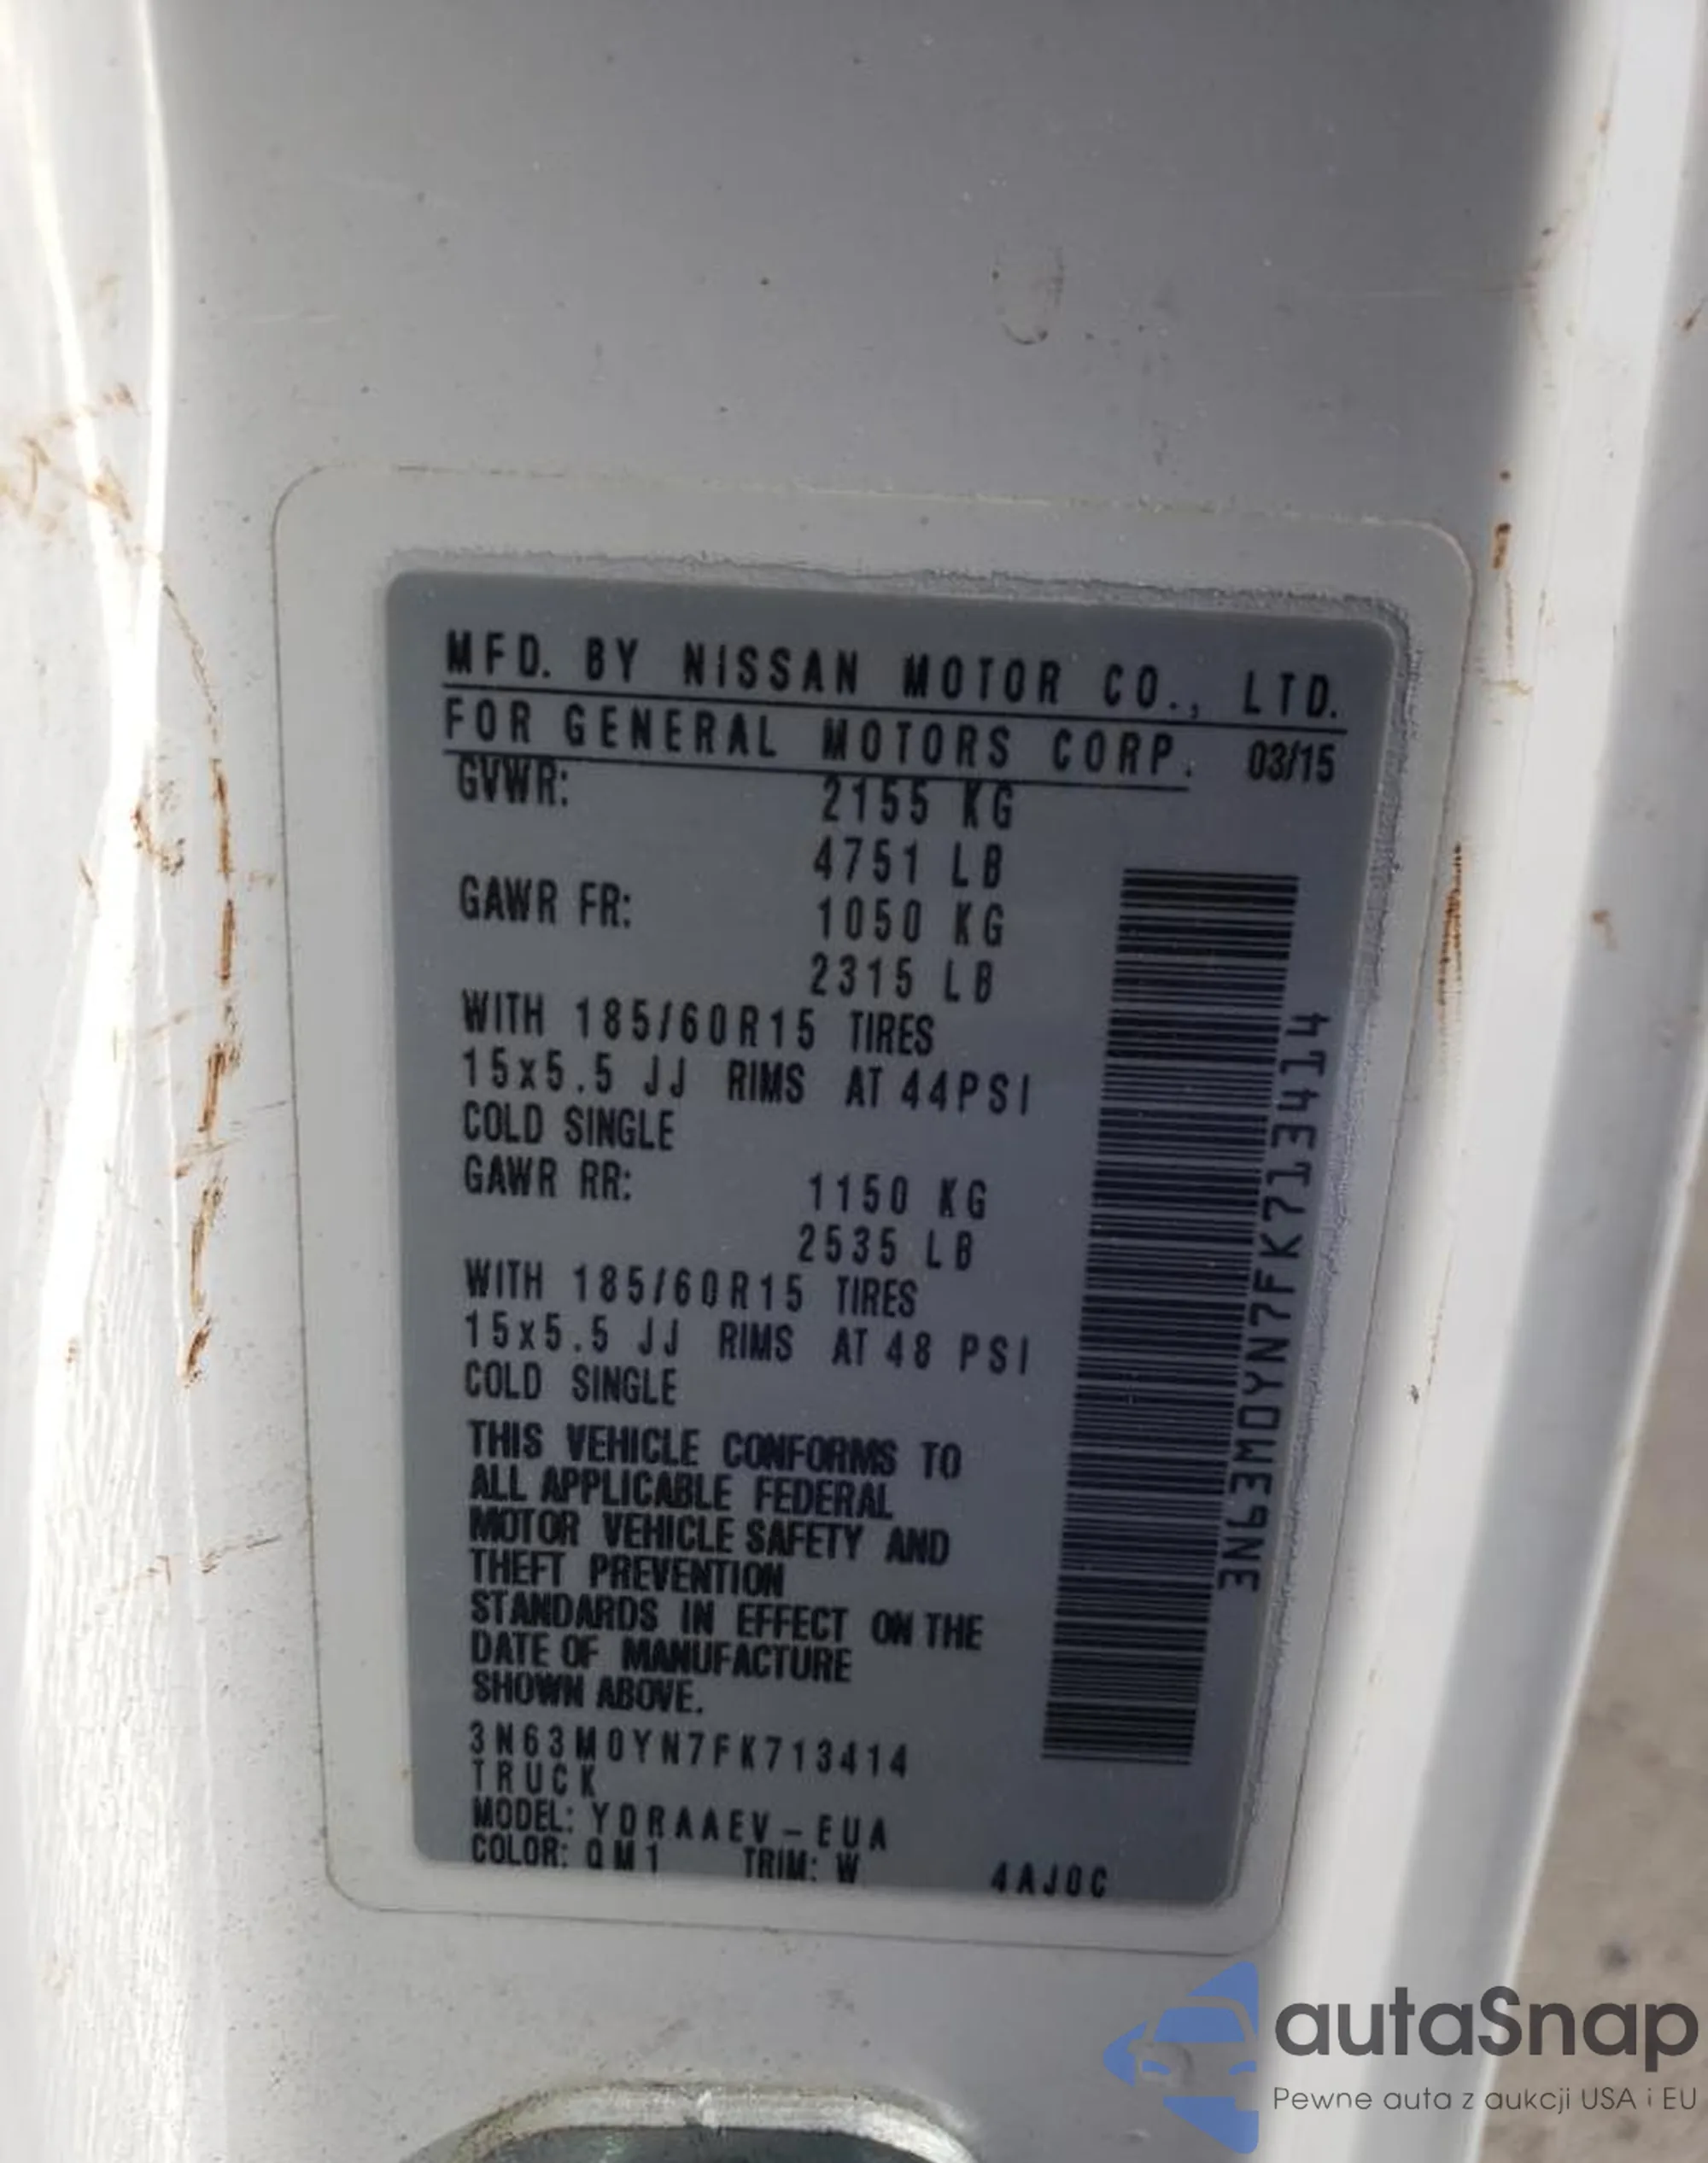 MFD. BY NISSAN MOTOR CO., LTD.
FOR GENERAL MOTORS CORP. 03/15
GVWR: 2155 KG
4751 LB
GAWR FR: 1050 KG
2315 LB
WITH 185/60R15 TIRES
15x5.5 JJ RIMS AT 44PSI
COLD SINGLE
GAWR RR: 1150 KG
2535 LB
WITH 185/60R15 TIRES
15x5.5 JJ RIMS AT 48 PSI
COLD SINGLE
THIS VEHICLE CONFORMS TO
ALL APPLICABLE FEDERAL
MOTOR VEHICLE SAFETY AND
THEFT PREVENTION
STANDARDS IN EFFECT ON THE
DATE OF MANUFACTURE
SHOWN ABOVE.
3N63M0YN7FK713414
TRUCK
MODEL: YDRAAEV-EUA
COLOR: QM1 TRIM: W 4AJ0C
3N63M0YN7FK713414
autaSnap
Pewne auta z aukcji USA i EU